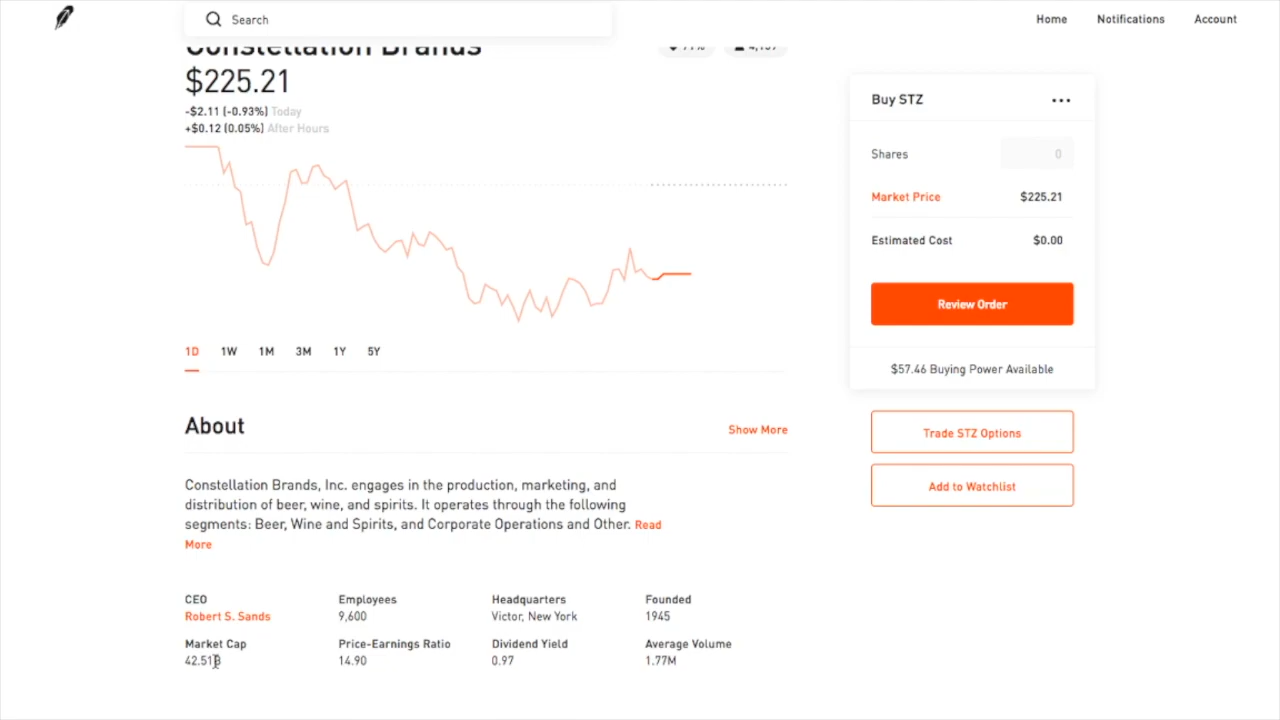 Search
Home Notifications Account
Constellation Brands
$225.21
-$2.11 (-0.93%) Today
+$0.12 (0.05%) After Hours
Buy STZ
Shares 0
Market Price $225.21
Estimated Cost $0.00
Review Order
$57.46 Buying Power Available
Trade STZ Options
Add to Watchlist
1D 1W 1M 3M 1Y 5Y
About Show More
Constellation Brands, Inc. engages in the production, marketing, and
distribution of beer, wine, and spirits. It operates through the following
segments: Beer, Wine and Spirits, and Corporate Operations and Other. Read
More
CEO Employees Headquarters Founded
Robert S. Sands 9,600 Victor, New York 1945
Market Cap Price-Earnings Ratio Dividend Yield Average Volume
42.51B 14.90 0.97 1.77M